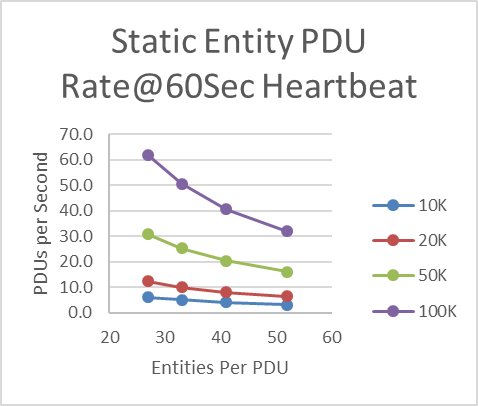 Static Entity PDU
Rate@60Sec Heartbeat
70.0
60.0
50.0
40.0
30.0
20.0
10.0
0.0
PDUs per Second
20
30
40
50
60
Entities Per PDU
10K
20K
50K
100K